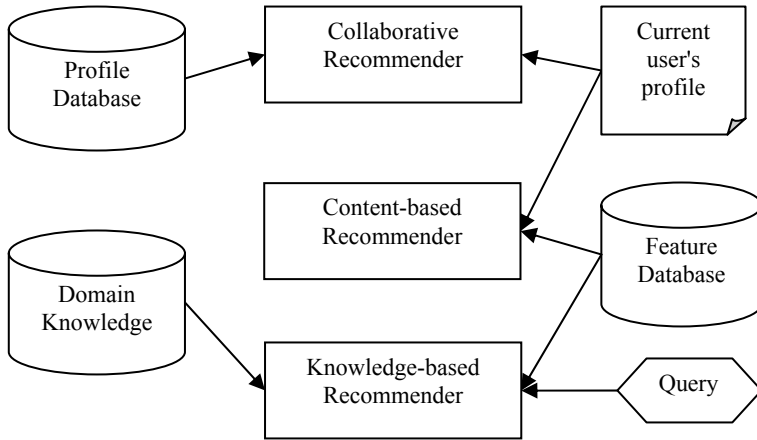 Profile
Database
Collaborative
Recommender
Current
user's
profile
Content-based
Recommender
Feature
Database
Domain
Knowledge
Knowledge-based
Recommender
Query